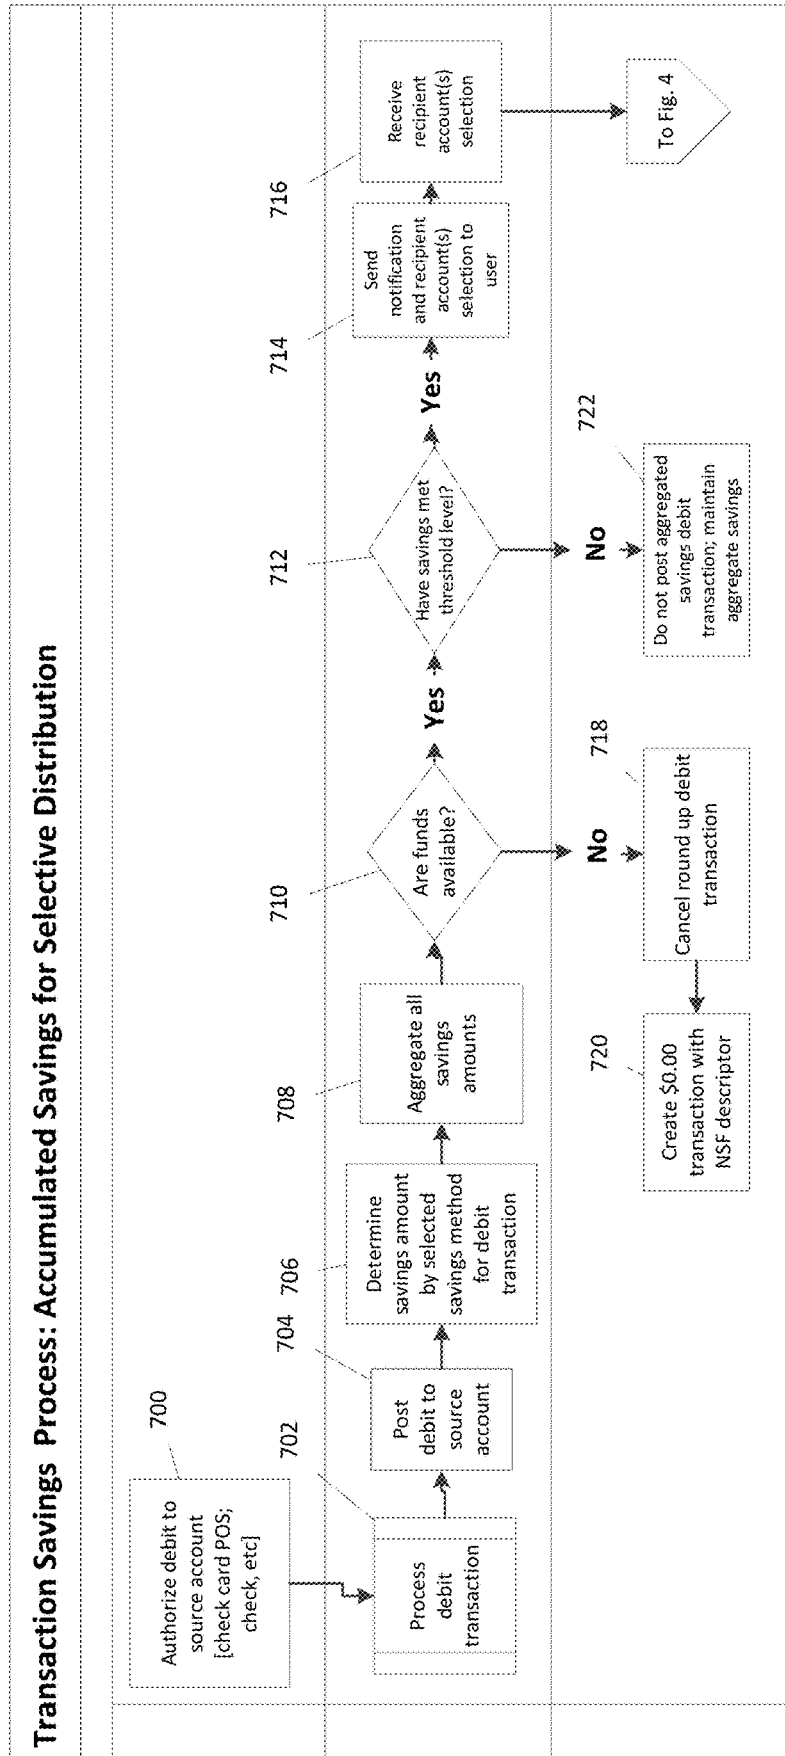 Transaction Savings Process: Accumulated Savings for Selective Distribution
700
Authorize debit to
source account
[check card POS;
check, etc]
702
Process
debit
transaction
704
Post
debit to
source
account
706
Determine
savings amount
by selected
savings method
for debit
transaction
708
Aggregate all
savings
amounts
710
Are funds
available?
Yes
712
Have savings met
threshold level?
Yes
714
Send
notification
and recipient
account(s)
selection to
user
716
Receive
recipient
account(s)
selection
To Fig. 4
No
718
Cancel round up debit
transaction
720
Create $0.00
transaction with
NSF descriptor
No
722
Do not post aggregated
savings debit
transaction; maintain
aggregate savings